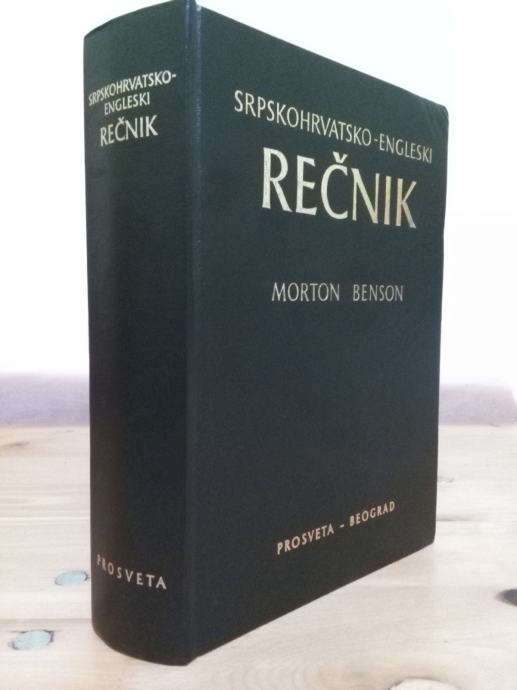 SRPSKOHRVATSKO-
ENGLESKI
REČNIK
PROSVETA
SRPSKOHRVATSKO-ENGLESKI
REČNIK
MORTON BENSON
PROSVETA – BEOGRAD